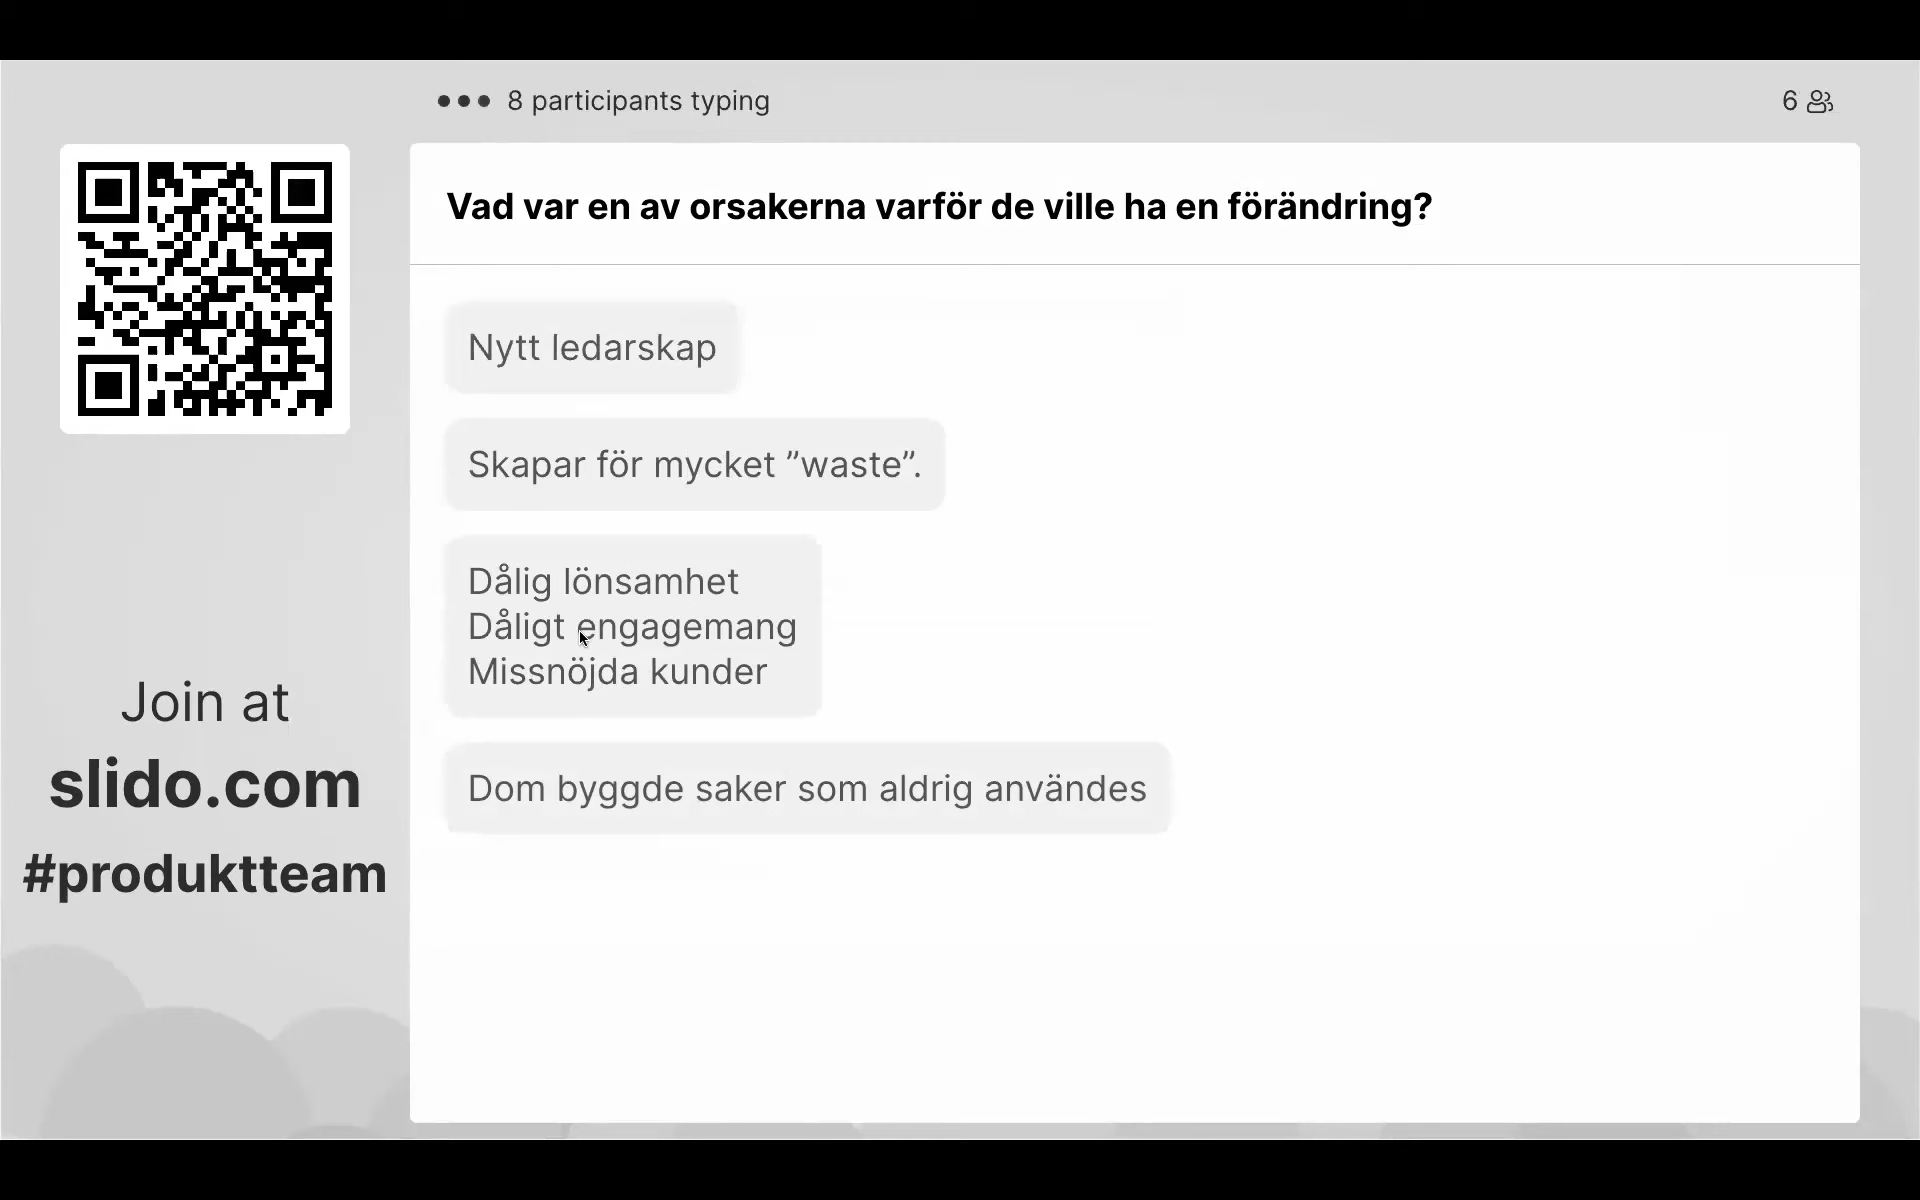 8 participants typing
6
Vad var en av orsakerna varför de ville ha en förändring?
Nytt ledarskap
Skapar för mycket ”waste”.
Dålig lönsamhet
Dåligt engagemang
Missnöjda kunder
Dom byggde saker som aldrig användes
Join at
slido.com
#produktteam